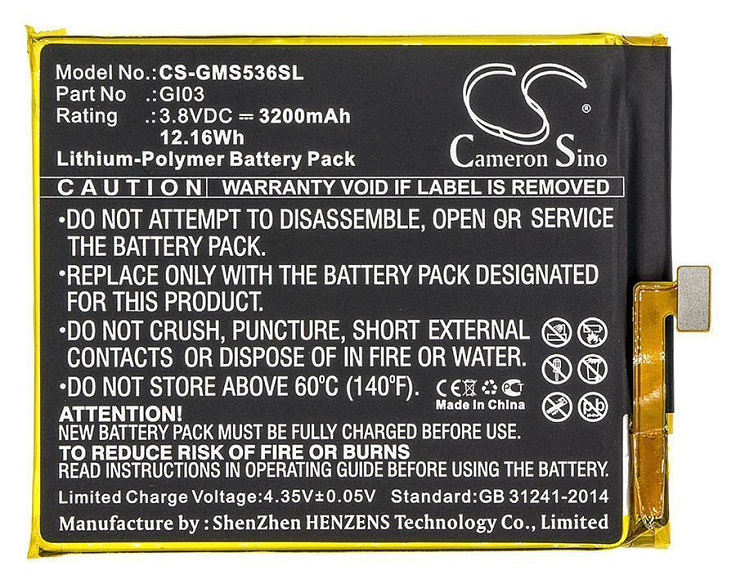 Model No.:CS-GMS536SL
Part No :GI03
Rating :3.8VDC ⎓ 3200mAh
12.16Wh
Lithium-Polymer Battery Pack
CS
®
Cameron Sino
CAUTION WARRANTY VOID IF LABEL IS REMOVED
•DO NOT ATTEMPT TO DISASSEMBLE, OPEN OR SERVICE
THE BATTERY PACK.
•REPLACE ONLY WITH THE BATTERY PACK DESIGNATED
FOR THIS PRODUCT.
•DO NOT CRUSH, PUNCTURE, SHORT EXTERNAL
CONTACTS OR DISPOSE OF IN FIRE OR WATER.
•DO NOT STORE ABOVE 60°C (140°F).
CE
Made In China
Pb
ATTENTION:
NEW BATTERY PACK MUST BE FULLY CHARGED BEFORE USE
TO REDUCE RISK OF FIRE OR BURNS
READ INSTRUCTIONS IN OPERATING MANUAL BEFORE USING.
Limited Charge Voltage:4.35V±0.05V Standard:GB 31241-2014
Manufacturer: ShenZhen HENZENS Technology Co., Limited